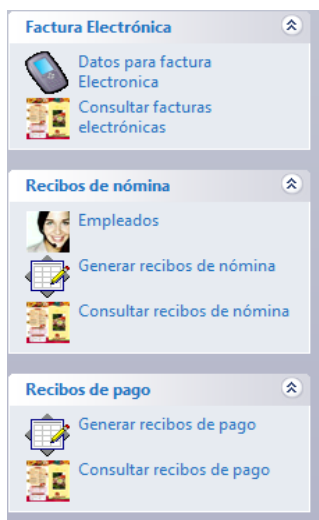 Factura Electrónica
Datos para factura
Electronica
Consultar facturas
electrónicas
Recibos de nómina
Empleados
Generar recibos de nómina
Consultar recibos de nómina
Recibos de pago
Generar recibos de pago
Consultar recibos de pago